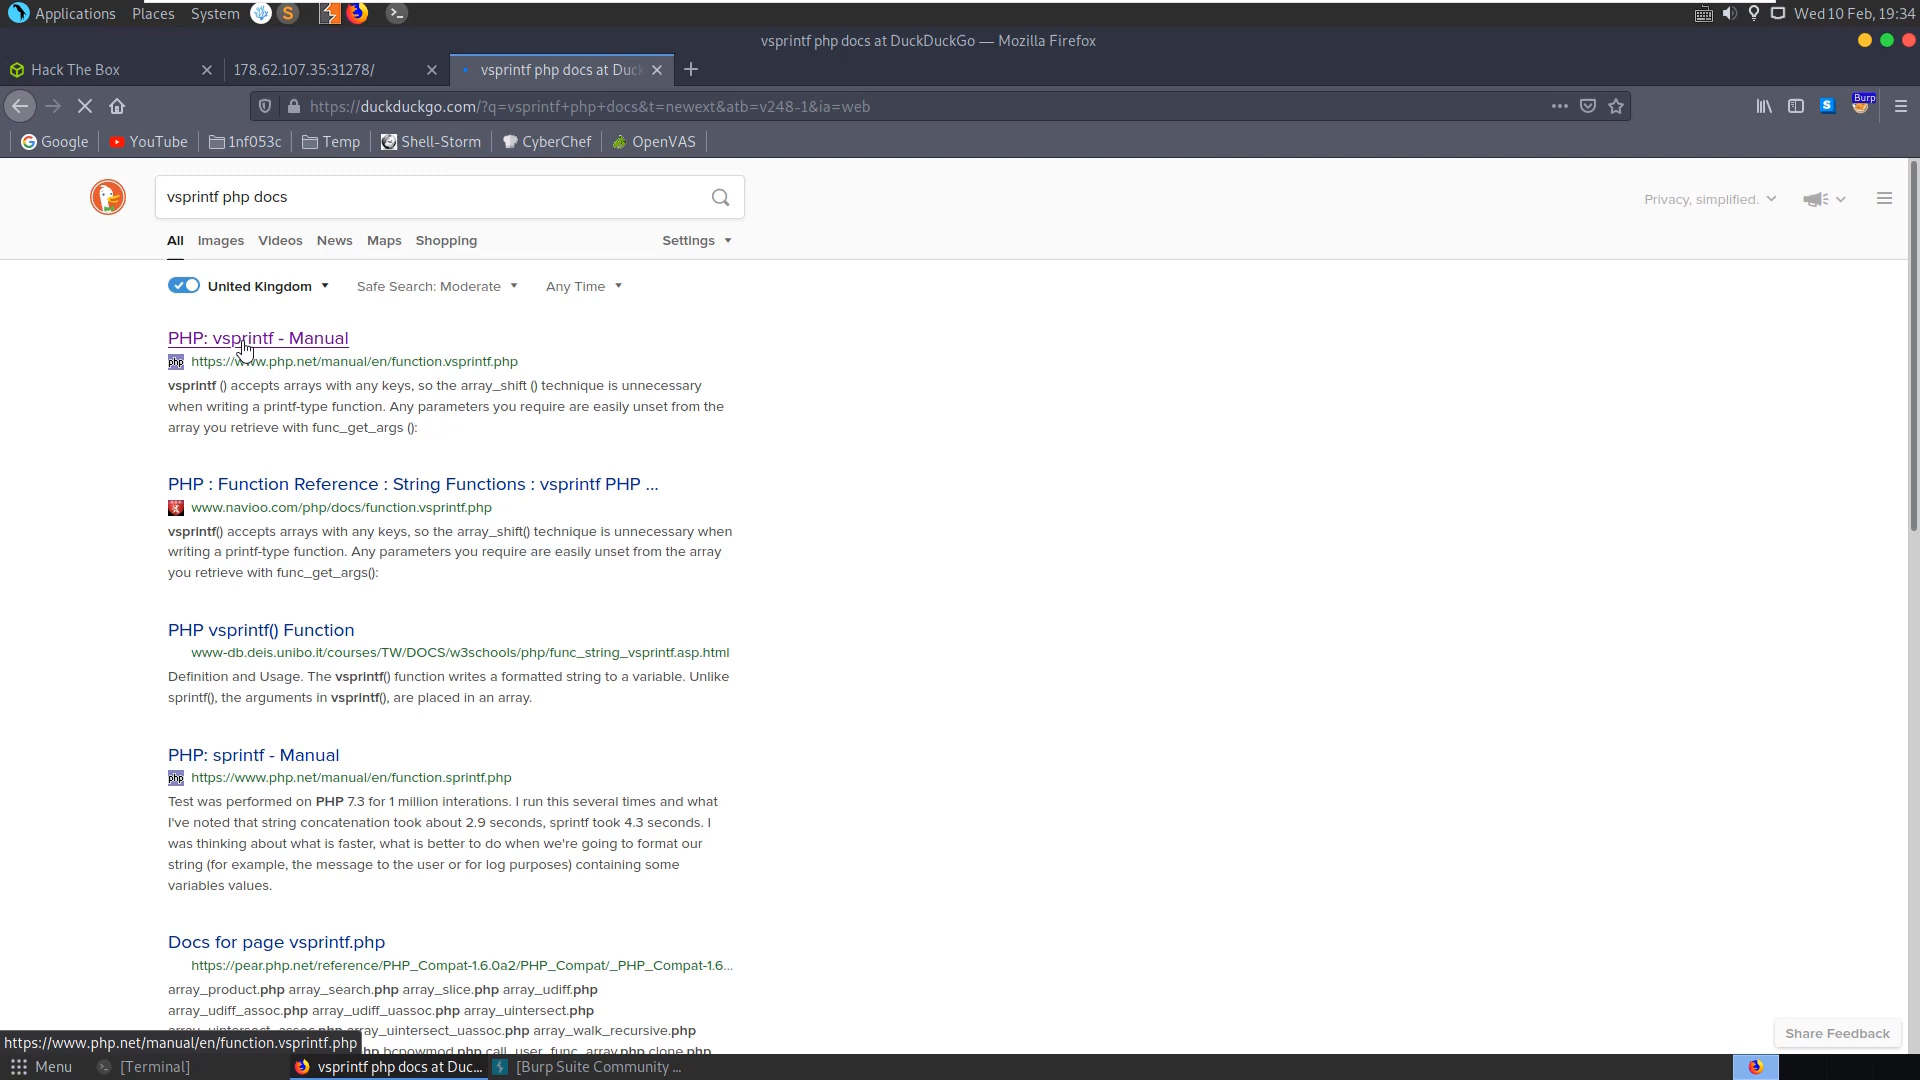 Applications Places System
Wed 10 Feb, 19:34
vsprintf php docs at DuckDuckGo — Mozilla Firefox
Hack The Box
178.62.107.35:31278/
vsprintf php docs at Duc
https://duckduckgo.com/?q=vsprintf+php+docs&t=newext&atb=v248-1&ia=web
Burp
Google YouTube 1nf053c Temp Shell-Storm CyberChef OpenVAS
vsprintf php docs
Privacy, simplified.
All Images Videos News Maps Shopping Settings
United Kingdom Safe Search: Moderate Any Time
PHP: vsprintf - Manual
https://www.php.net/manual/en/function.vsprintf.php
vsprintf () accepts arrays with any keys, so the array_shift () technique is unnecessary
when writing a printf-type function. Any parameters you require are easily unset from the
array you retrieve with func_get_args ():
PHP : Function Reference : String Functions : vsprintf PHP ...
www.navioo.com/php/docs/function.vsprintf.php
vsprintf() accepts arrays with any keys, so the array_shift() technique is unnecessary when
writing a printf-type function. Any parameters you require are easily unset from the array
you retrieve with func_get_args():
PHP vsprintf() Function
www-db.deis.unibo.it/courses/TW/DOCS/w3schools/php/func_string_vsprintf.asp.html
Definition and Usage. The vsprintf() function writes a formatted string to a variable. Unlike
sprintf(), the arguments in vsprintf(), are placed in an array.
PHP: sprintf - Manual
https://www.php.net/manual/en/function.sprintf.php
Test was performed on PHP 7.3 for 1 million interations. I run this several times and what
I've noted that string concatenation took about 2.9 seconds, sprintf took 4.3 seconds. I
was thinking about what is faster, what is better to do when we're going to format our
string (for example, the message to the user or for log purposes) containing some
variables values.
Docs for page vsprintf.php
https://pear.php.net/reference/PHP_Compat-1.6.0a2/PHP_Compat/_PHP_Compat-1.6...
array_product.php array_search.php array_slice.php array_udiff.php
array_udiff_assoc.php array_udiff_uassoc.php array_uintersect.php
array_uintersect_assoc.php array_uintersect_uassoc.php array_walk_recursive.php
bcpowmod.php call_user_func_array.php clone.php
Share Feedback
https://www.php.net/manual/en/function.vsprintf.php
Menu [Terminal] vsprintf php docs at Duc... [Burp Suite Community ...